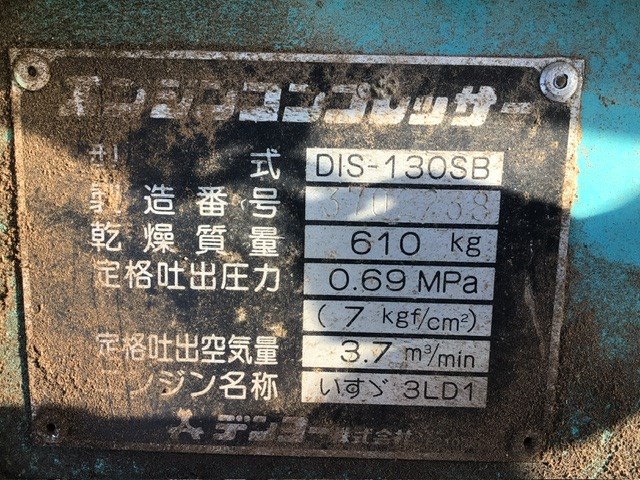 エンジンコンプレッサー
型 式 DIS-130SB
製造番号
乾燥質量 610 kg
定格吐出圧力 0.69 MPa
(7 kgf/cm²)
定格吐出空気量 3.7 m³/min
エンジン名称 いすゞ 3LD1
デンヨー株式会社